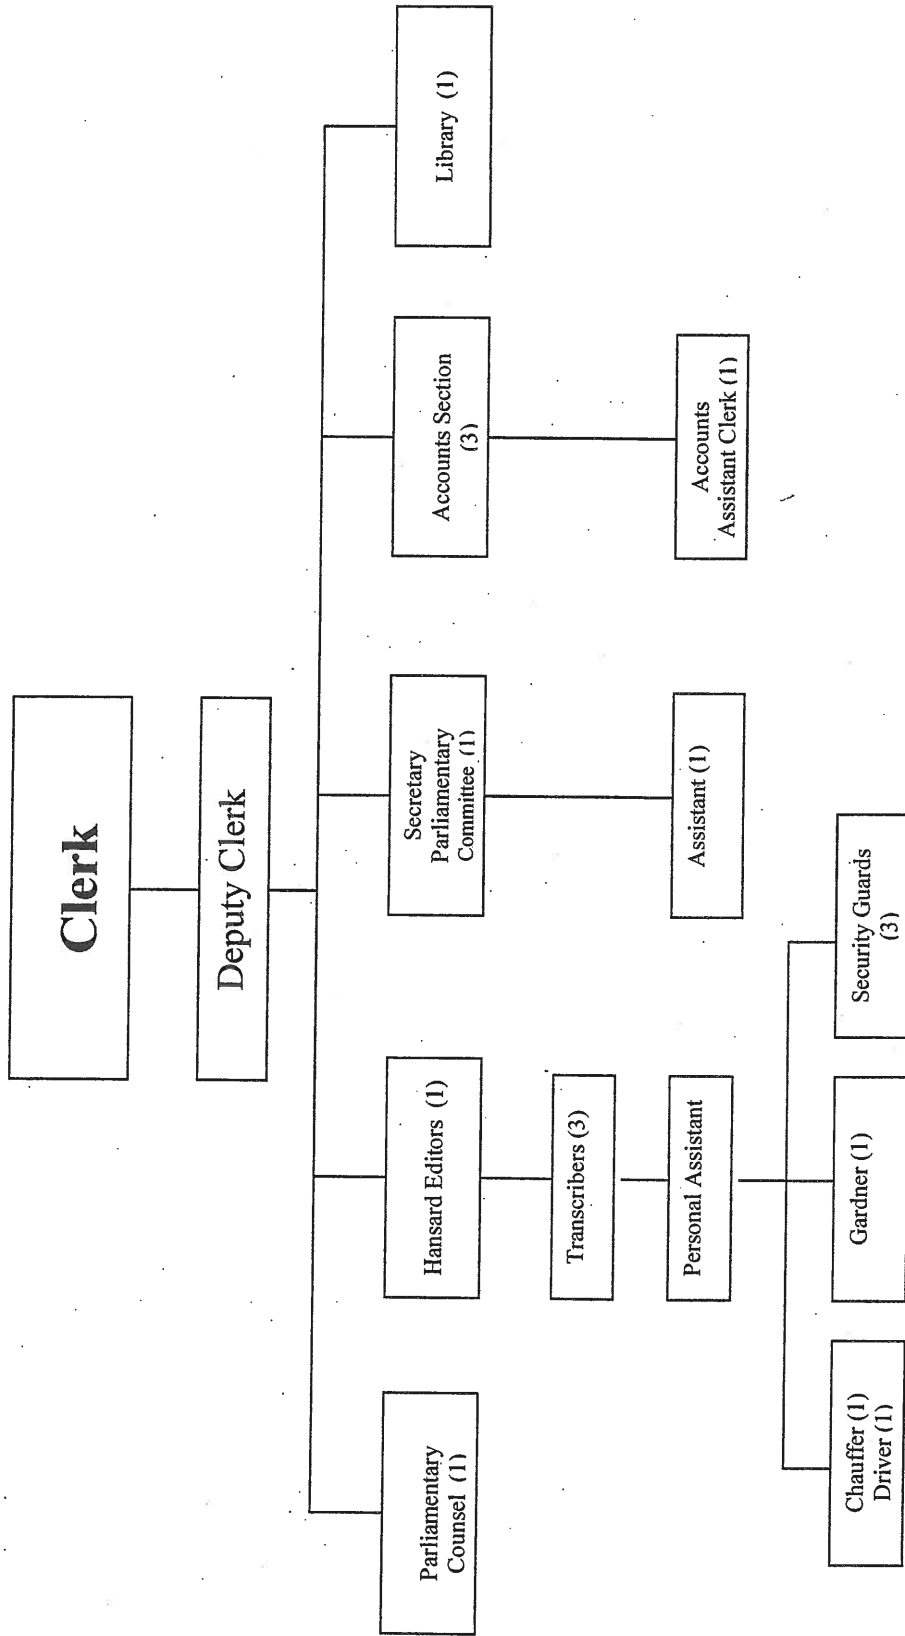 Clerk
Deputy Clerk
Parliamentary
Counsel (1)
Hansard Editors (1)
Secretary
Parliamentary
Committee (1)
Accounts Section
(3)
Library (1)
Transcribers (3)
Personal Assistant
Assistant (1)
Accounts
Assistant Clerk (1)
Chauffer (1)
Driver (1)
Gardner (1)
Security Guards
(3)